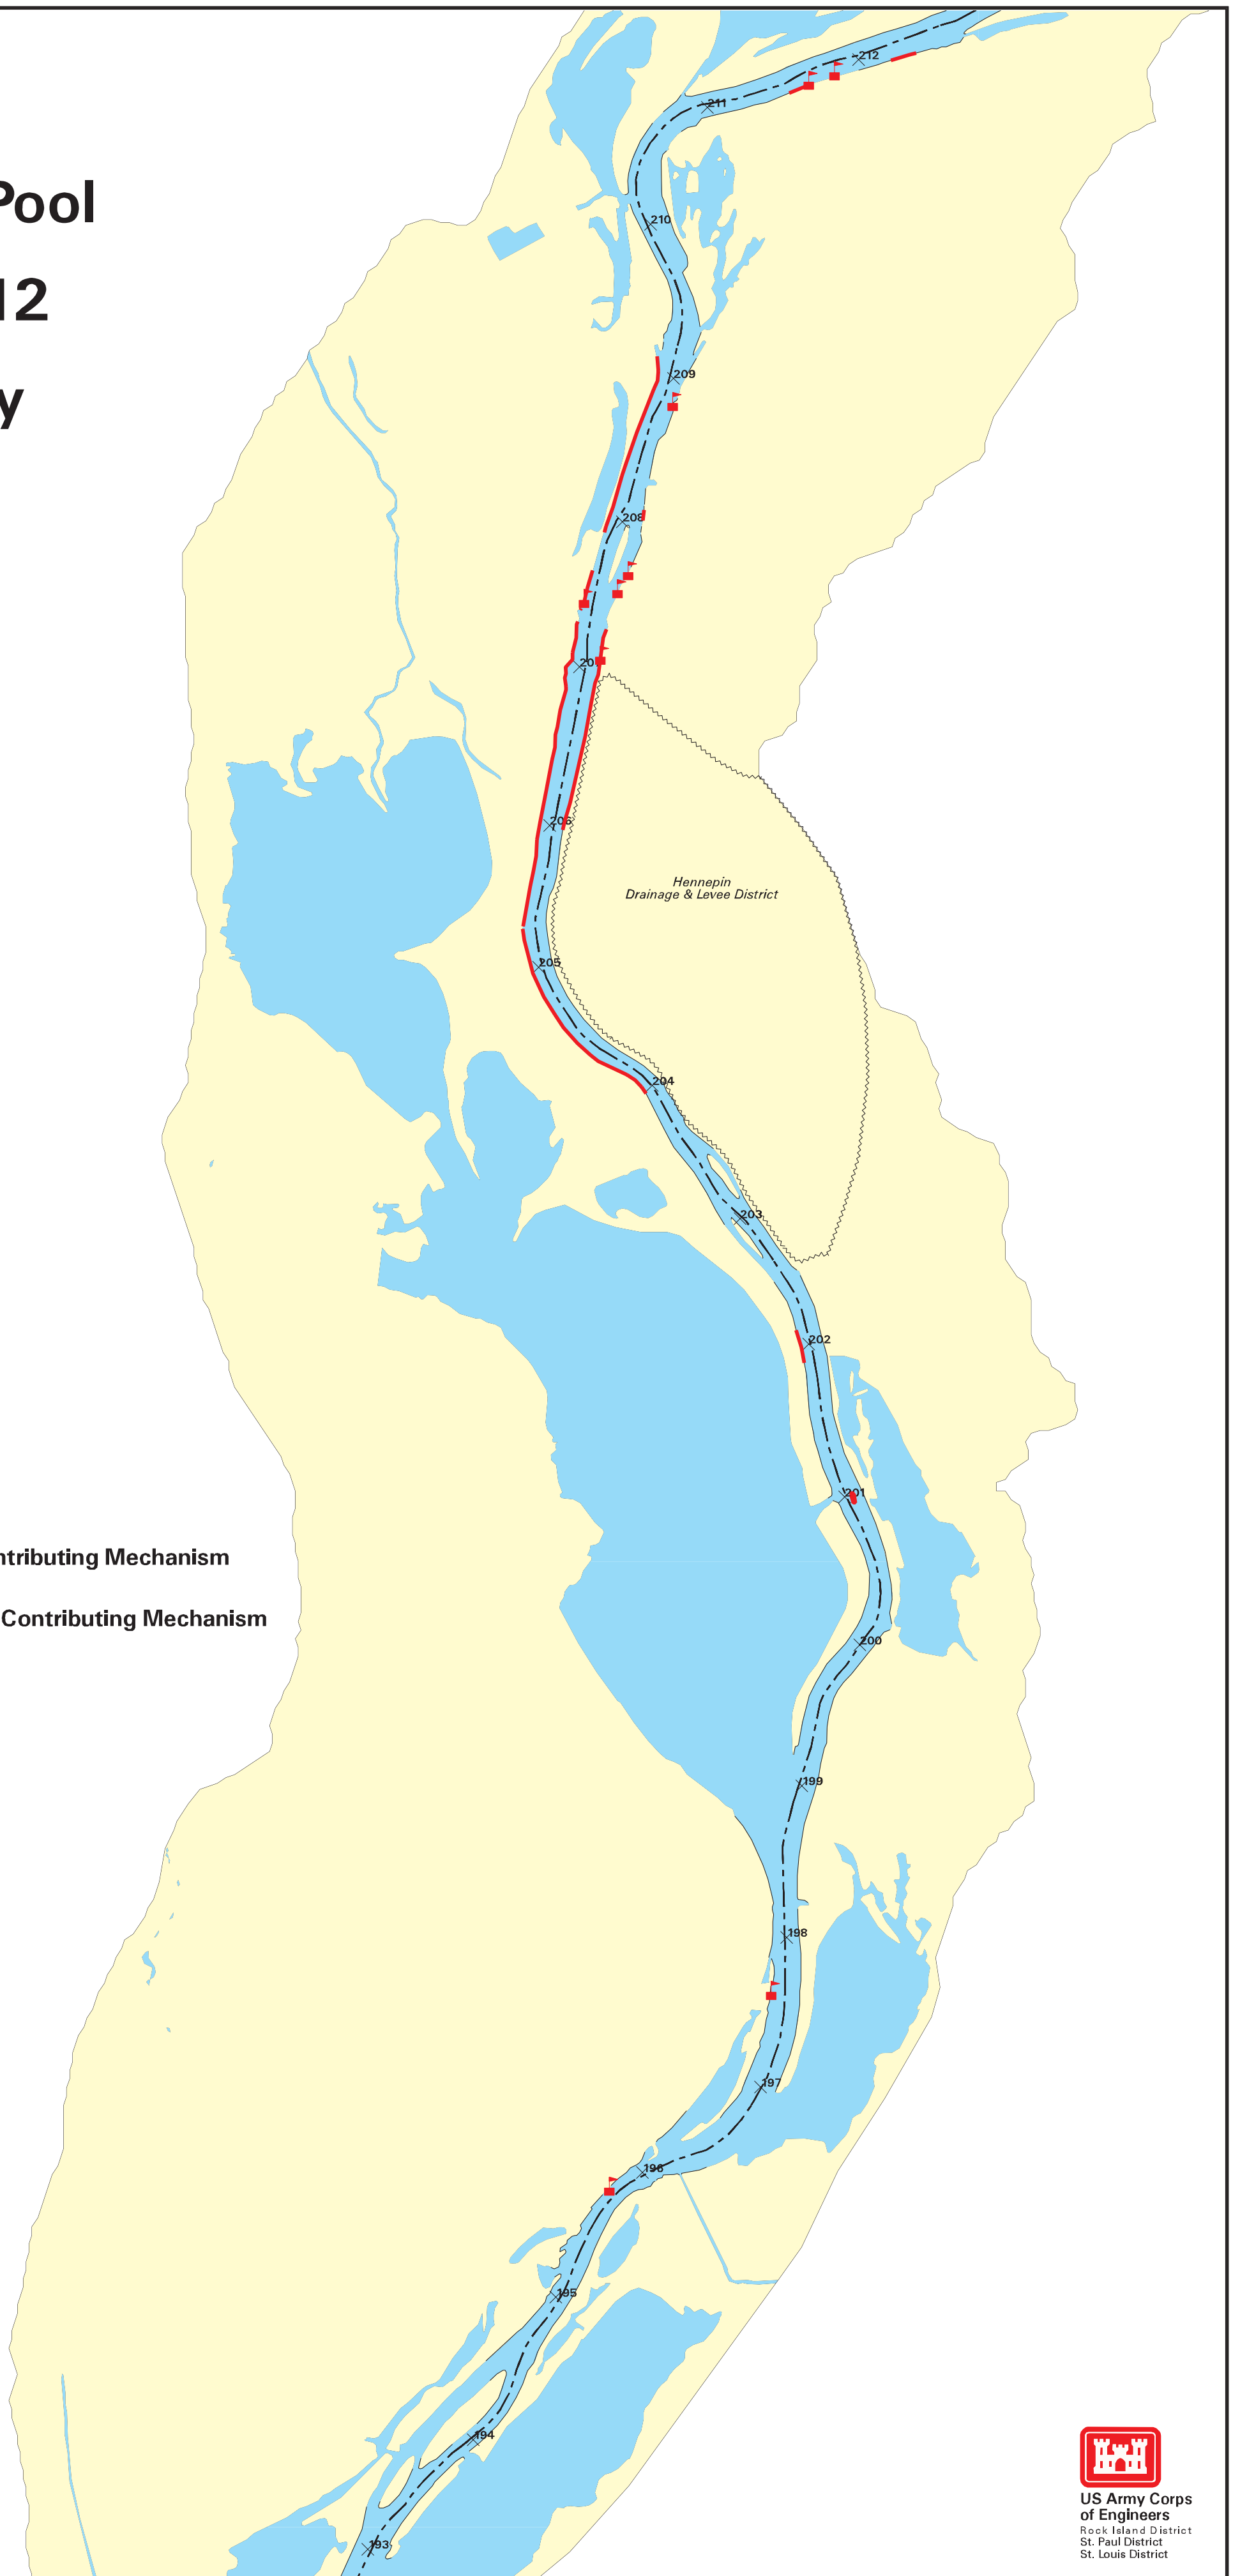 Pool
12
y
212
211
210
209
208
20
206
Hennepin
Drainage & Levee District
205
204
203
202
201
ntributing Mechanism
Contributing Mechanism
200
199
198
197
196
195
194
193
US Army Corps
of Engineers
Rock Island District
St. Paul District
St. Louis District